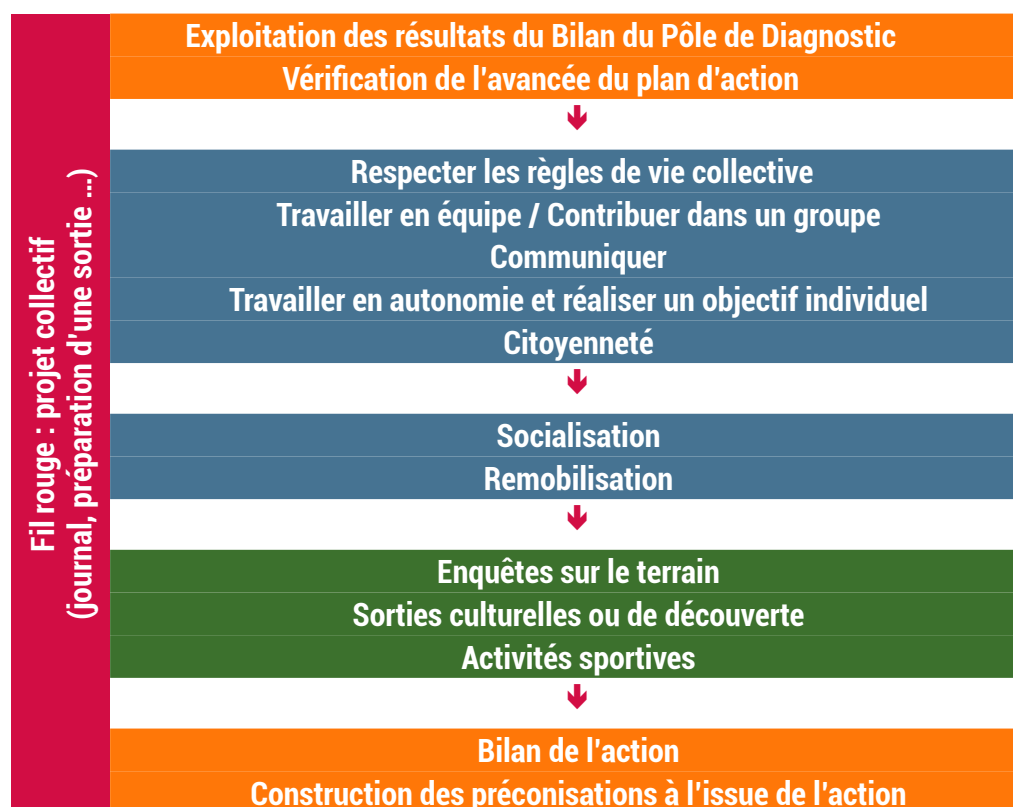 Fil rouge : projet collectif
(journal, préparation d'une sortie ...)
Exploitation des résultats du Bilan du Pôle de Diagnostic
Vérification de l'avancée du plan d'action
Respecter les règles de vie collective
Travailler en équipe / Contribuer dans un groupe
Communiquer
Travailler en autonomie et réaliser un objectif individuel
Citoyenneté
Socialisation
Remobilisation
Enquêtes sur le terrain
Sorties culturelles ou de découverte
Activités sportives
Bilan de l'action
Construction des préconisations à l'issue de l'action